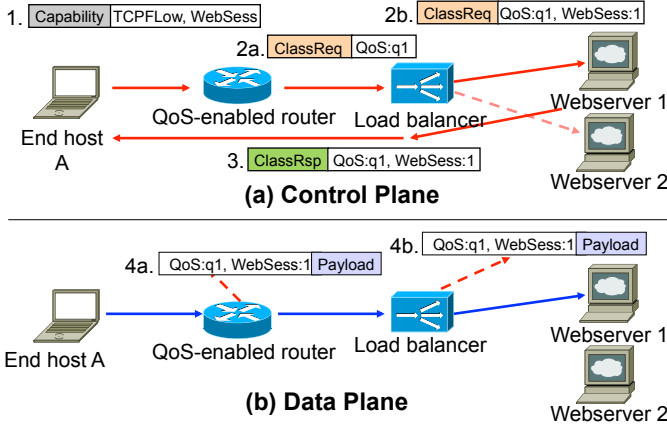 1. Capability TCPFLow, WebSess
2b. ClassReq QoS:q1, WebSess:1
2a. ClassReq QoS:q1
QoS-enabled router
Load balancer
Webserver 1
End host
A
3. ClassRsp QoS:q1, WebSess:1
Webserver 2
(a) Control Plane
4a. QoS:q1, WebSess:1 Payload
4b. QoS:q1, WebSess:1 Payload
End host A
QoS-enabled router
Load balancer
Webserver 1
(b) Data Plane
Webserver 2